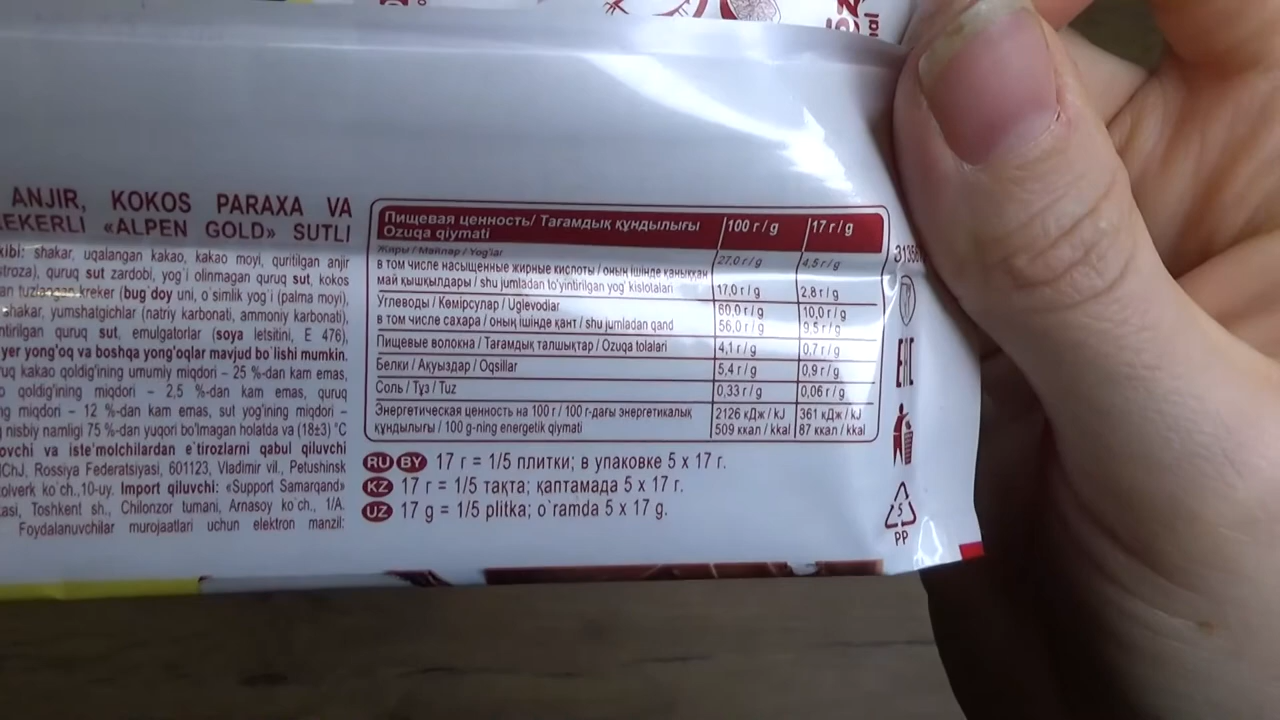 ANJIR, KOKOS PARAXA VA
EKERLI «ALPEN GOLD» SUTLI
kibi: shakar, uqalangan kakao, kakao moyi, quritilgan anjir
stroza), quruq sut zardobi, yog'i olinmagan quruq sut, kokos
an tuzlangan kreker (bug`doy uni, o`simlik yog`i (palma moyi),
shakar, yumshalgichlar (natriy karbonati, ammoniy karbonati),
ntirilgan quruq sut, emulgatorlar (soya letsitini, E 476),
yer yong'oq va boshqa yong'oqlar mavjud bo`lishi mumkin.
uq kakao qoldig'ining umumiy miqdori – 25 %-dan kam emas,
qoldig'ining miqdori – 2,5 %-dan kam emas, quruq
miqdori – 12 %-dan kam emas, sut yog'ining miqdori –
nisbiy namligi 75 %-dan yuqori bo'lmagan holatda va (18±3) °C
ovchi va iste'molchilardan e`tirozlarni qabul qiluvchi
ChJ, Rossiya Federatsiyasi, 601123, Vladimir vil., Petushinsk
olverk ko`ch.,10-uy. Import qiluvchi: «Support Samarqand»
asi, Toshkent sh., Chilonzor tumani, Arnasoy ko`ch., 1/A.
Foydalanuvchilar murojaatlari uchun elektron manzil:
Пищевая ценность/ Тағамдық құндылығы 100 г / g 17 г / g
Ozuqa qiymati
Жиры / Майлар / Yog'lar 27,0 г / g 4,5 г / g
в том числе насыщенные жирные кислоты / оның ішінде қаныққан
май қышқылдары / shu jumladan to'yintirilgan yog` kislotalari 17,0 г / g 2,8 г / g
Углеводы / Көмірсулар / Uglevodlar 60,0 г / g 10,0 г / g
в том числе сахара / оның ішінде қант / shu jumladan qand 56,0 г / g 9,5 г / g
Пищевые волокна / Тағамдық талшықтар / Ozuqa tolalari 4,1 г / g 0,7 г / g
Белки / Ақуыздар / Oqsillar 5,4 г / g 0,9 г / g
Соль / Тұз / Tuz 0,33 г / g 0,06 г / g
Энергетическая ценность на 100 г / 100 г-дағы энергетикалық 2126 кДж / kJ 361 кДж / kJ
құндылығы / 100 g-ning energetik qiymati 509 ккал / kkal 87 ккал / kkal
RU BY 17 г = 1/5 плитки; в упаковке 5 x 17 г.
KZ 17 г = 1/5 тақта; қаптамада 5 x 17 г.
UZ 17 g = 1/5 plitka; o`ramda 5 x 17 g.
EAC
5
PP